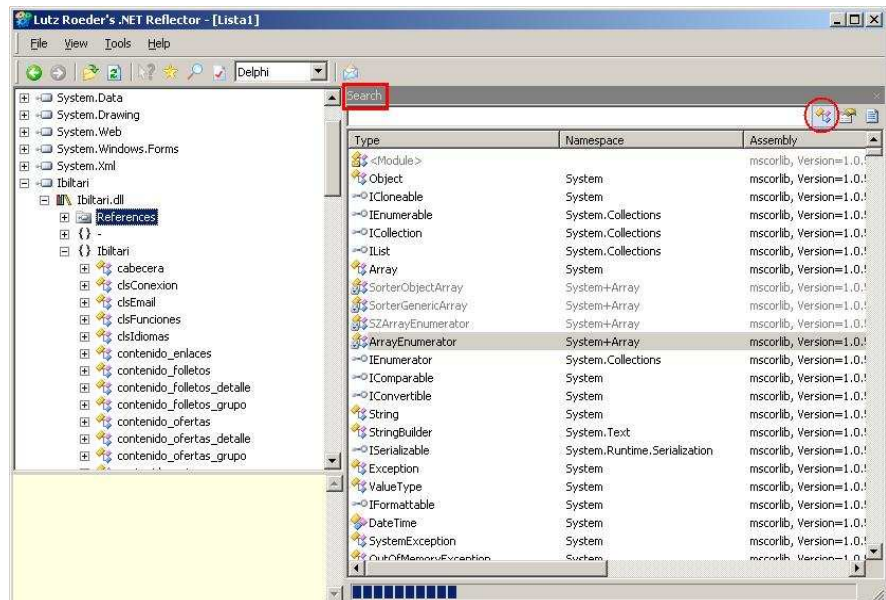 Lutz Roeder's .NET Reflector - [Lista1]
File View Tools Help
Delphi
System.Data
System.Drawing
System.Web
System.Windows.Forms
System.Xml
Ibiltari
Ibiltari.dll
References
{} -
{} Ibiltari
cabecera
clsConexion
clsEmail
clsFunciones
clsIdiomas
contenido_enlaces
contenido_folletos
contenido_folletos_detalle
contenido_folletos_grupo
contenido_ofertas
contenido_ofertas_detalle
contenido_ofertas_grupo
Search
Type Namespace Assembly
<Module> mscorlib, Version=1.0.
Object System mscorlib, Version=1.0.
ICloneable System mscorlib, Version=1.0.
IEnumerable System.Collections mscorlib, Version=1.0.
ICollection System.Collections mscorlib, Version=1.0.
IList System.Collections mscorlib, Version=1.0.
Array System mscorlib, Version=1.0.
SorterObjectArray System+Array mscorlib, Version=1.0.
SorterGenericArray System+Array mscorlib, Version=1.0.
SZArrayEnumerator System+Array mscorlib, Version=1.0.
ArrayEnumerator System+Array mscorlib, Version=1.0.
IEnumerator System.Collections mscorlib, Version=1.0.
IComparable System mscorlib, Version=1.0.
IConvertible System mscorlib, Version=1.0.
String System mscorlib, Version=1.0.
StringBuilder System.Text mscorlib, Version=1.0.
ISerializable System.Runtime.Serialization mscorlib, Version=1.0.
Exception System mscorlib, Version=1.0.
ValueType System mscorlib, Version=1.0.
IFormattable System mscorlib, Version=1.0.
DateTime System mscorlib, Version=1.0.
SystemException System mscorlib, Version=1.0.
OutOfMemoryException System mscorlib, Version=1.0